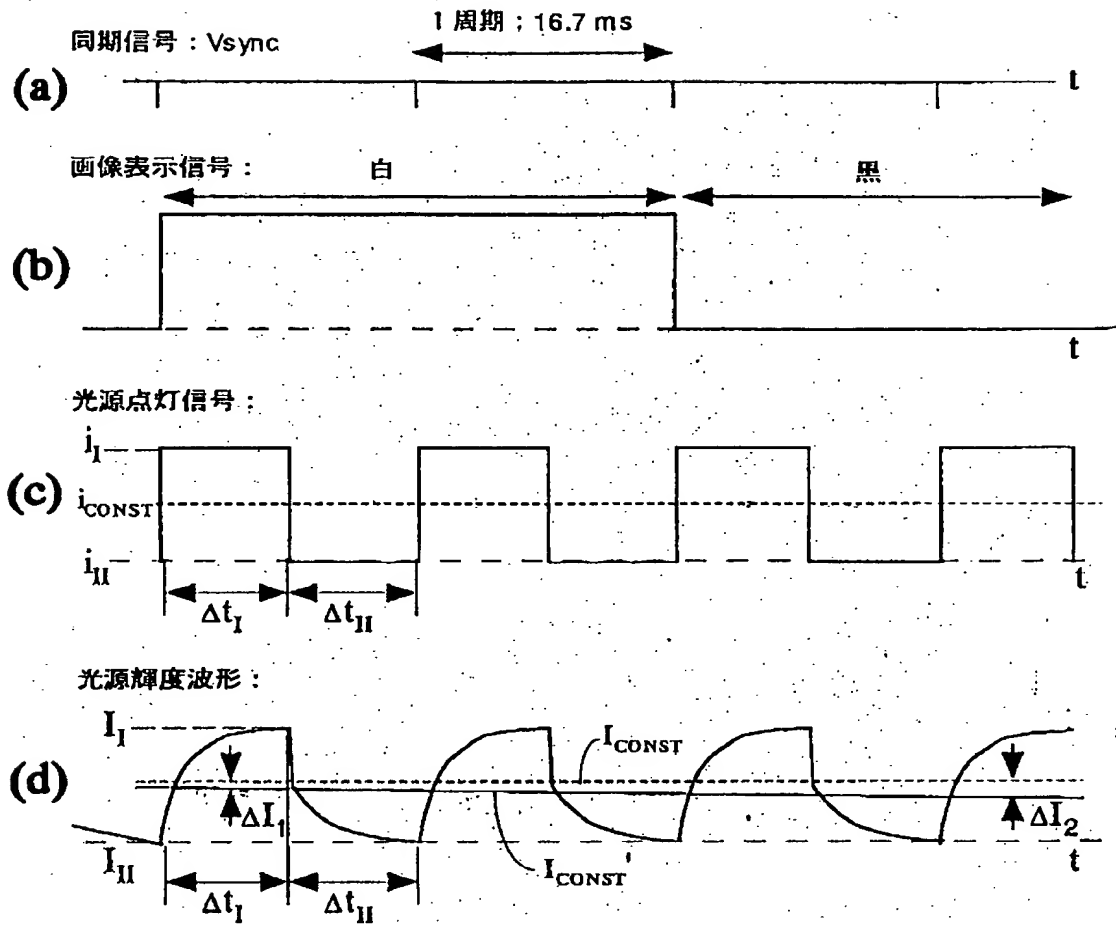 1 周期 ; 16.7 ms
同期信号 : Vsync
(a)
t
画像表示信号 :
白
黒
(b)
t
光源点灯信号 :
i_I
(c)
i_CONST
i_II
t
Δt_I
Δt_II
光源輝度波形 :
I_I
I_CONST
(d)
ΔI_1
ΔI_2
I_II
t
I_CONST'
Δt_I
Δt_II